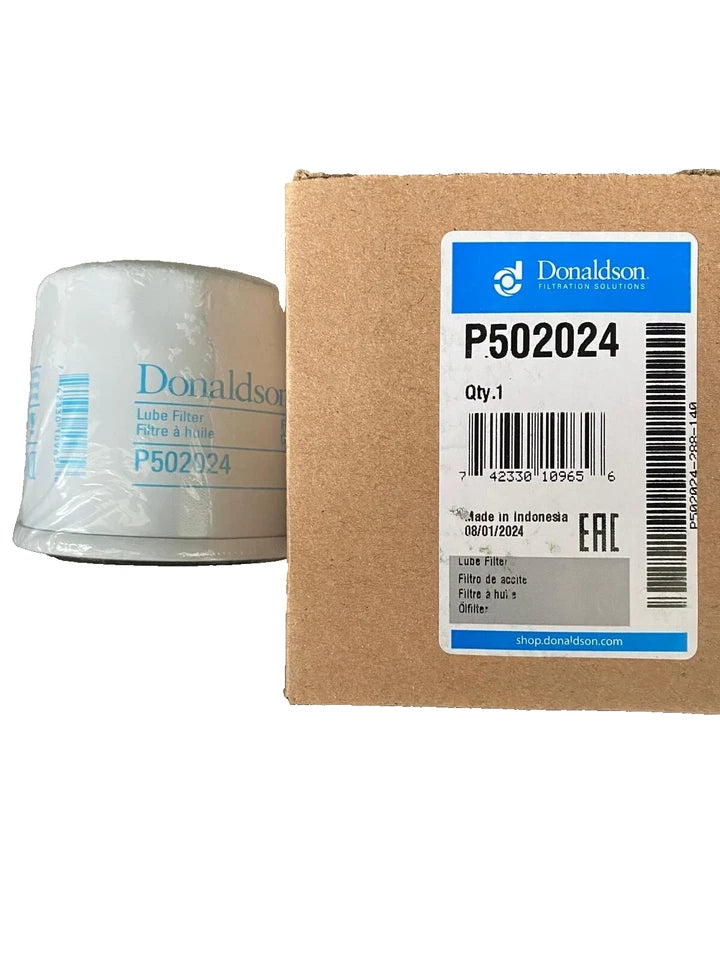 Donaldson
Lube Filter
Filtre à huile
P502024
Donaldson.
FILTRATION SOLUTIONS
P502024
Qty.1
7 42330 10965 6
Made in Indonesia
08/01/2024
EAC
Lube Filter
Filtro de aceite
Filtre à huile
Ölfilter
P502024-288-140
shop.donaldson.com